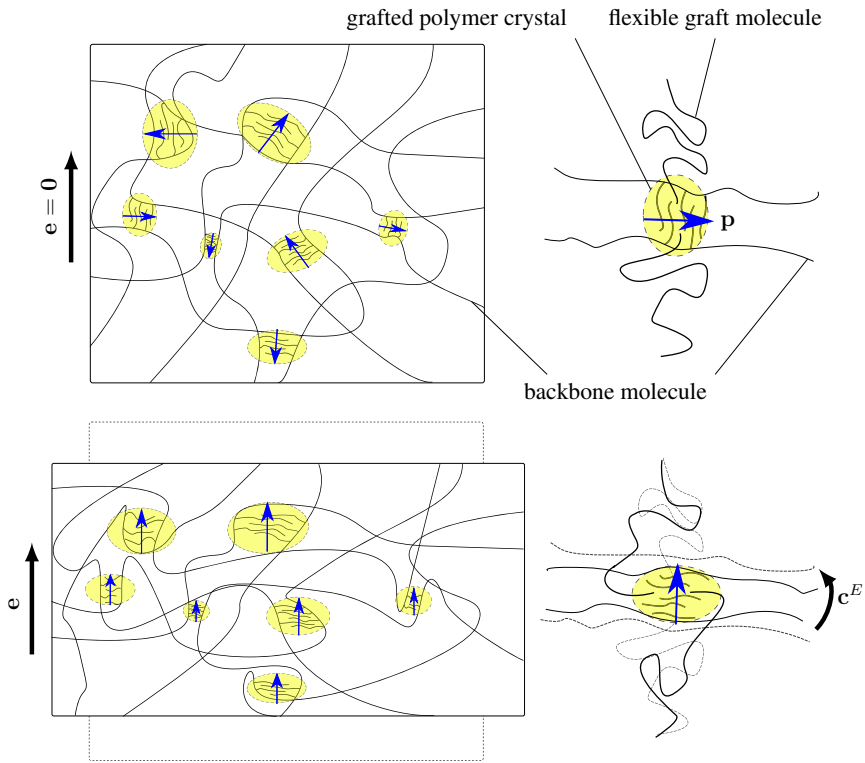 grafted polymer crystal
flexible graft molecule
e = 0
p
backbone molecule
e
c^E